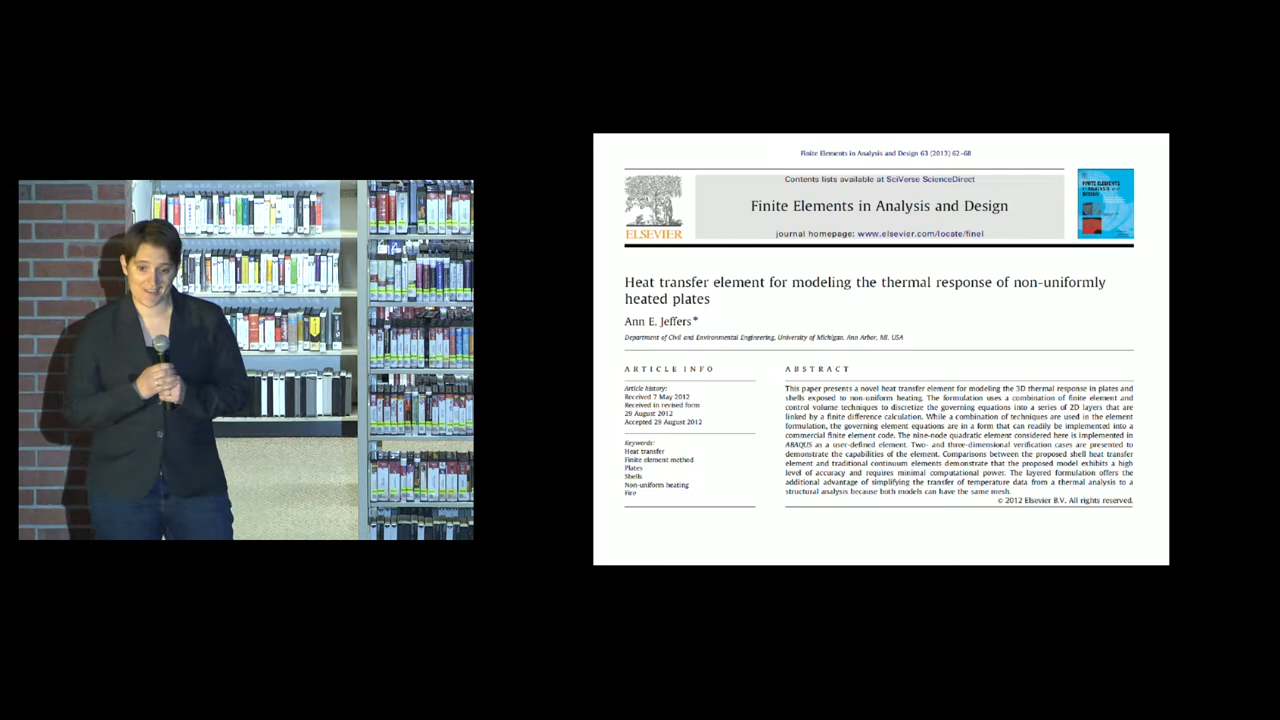 Finite Elements in Analysis and Design 63 (2013) 62–68
Contents lists available at SciVerse ScienceDirect
Finite Elements in Analysis and Design
journal homepage: www.elsevier.com/locate/finel
ELSEVIER
FINITE ELEMENTS
Heat transfer element for modeling the thermal response of non-uniformly
heated plates
Ann E. Jeffers*
Department of Civil and Environmental Engineering, University of Michigan, Ann Arbor, MI, USA
ARTICLE INFO
Article history:
Received 7 May 2012
Received in revised form
29 August 2012
Accepted 29 August 2012
Keywords:
Heat transfer
Finite element method
Plates
Shells
Non-uniform heating
Fire
ABSTRACT
This paper presents a novel heat transfer element for modeling the 3D thermal response in plates and
shells exposed to non-uniform heating. The formulation uses a combination of finite element and
control volume techniques to discretize the governing equations into a series of 2D layers that are
linked by a finite difference calculation. While a combination of techniques are used in the element
formulation, the governing element equations are in a form that can readily be implemented into a
commercial finite element code. The nine-node quadratic element considered here is implemented in
ABAQUS as a user-defined element. Two- and three-dimensional verification cases are presented to
demonstrate the capabilities of the element. Comparisons between the proposed shell heat transfer
element and traditional continuum elements demonstrate that the proposed model exhibits a high
level of accuracy and requires minimal computational power. The layered formulation offers the
additional advantage of simplifying the transfer of temperature data from a thermal analysis to a
structural analysis because both models can have the same mesh.
© 2012 Elsevier B.V. All rights reserved.